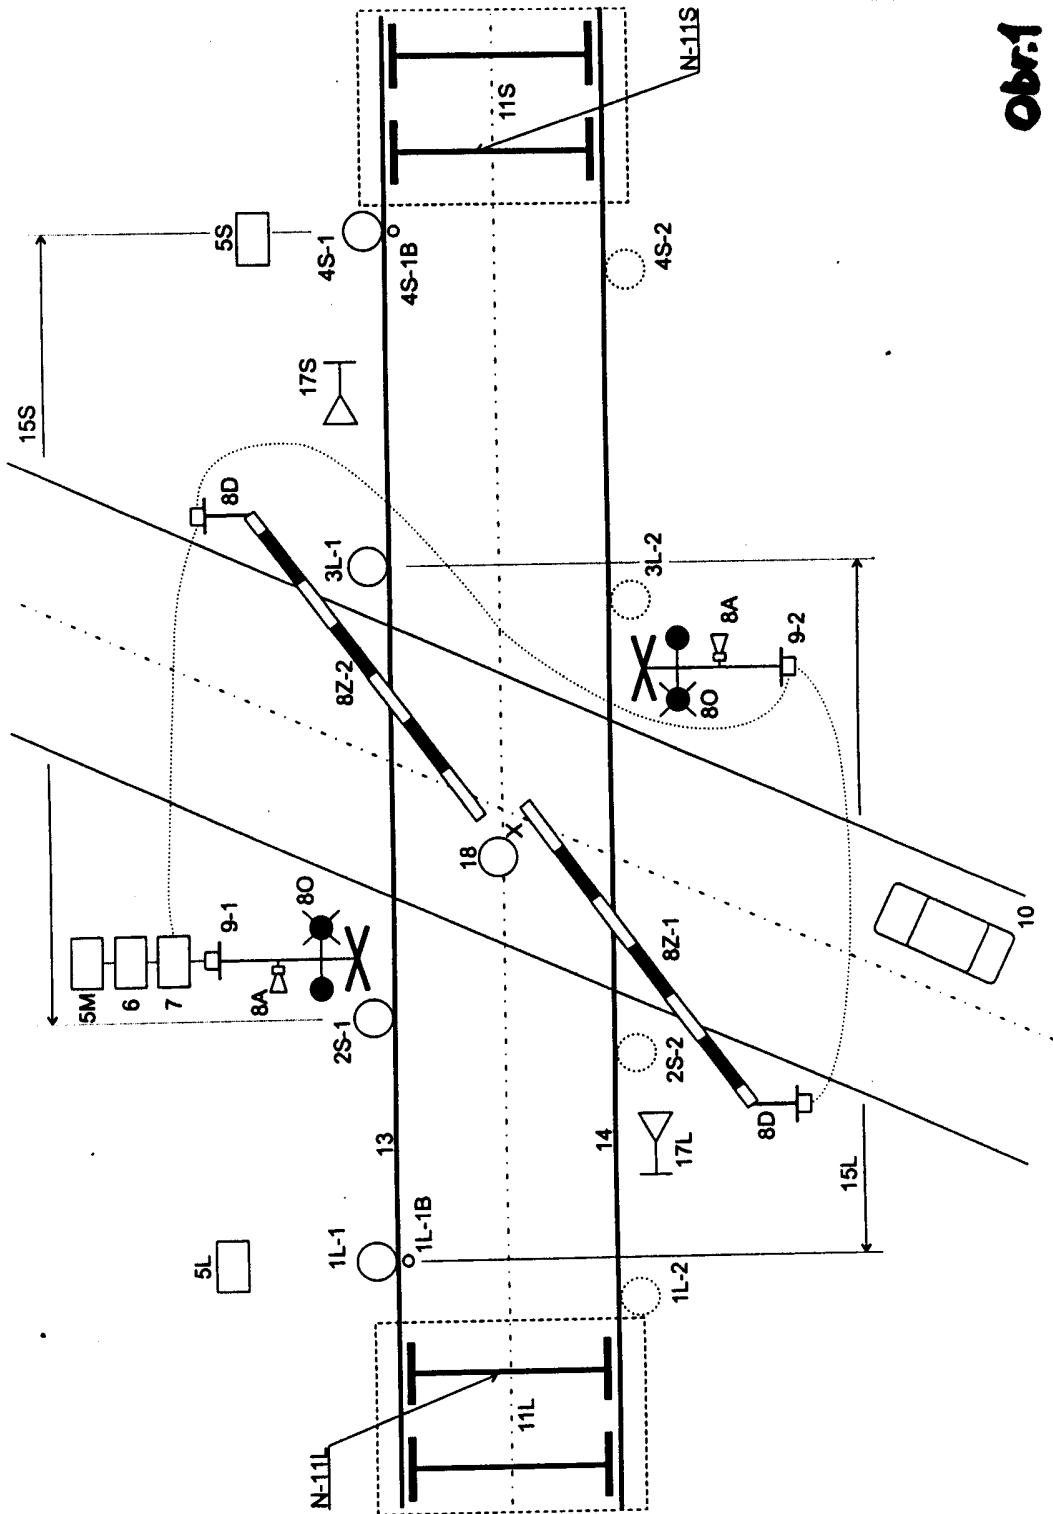 Obr.1
N-11S
11S
15S
5S
4S-1
4S-1B
4S-2
17S
8D
3L-1
3L-2
8Z-2
8A
9-2
8O
18
5M
6
7
9-1
8O
8A
2S-1
8Z-1
10
2S-2
13
14
17L
8D
15L
5L
1L-1
1L-1B
1L-2
11L
N-11L